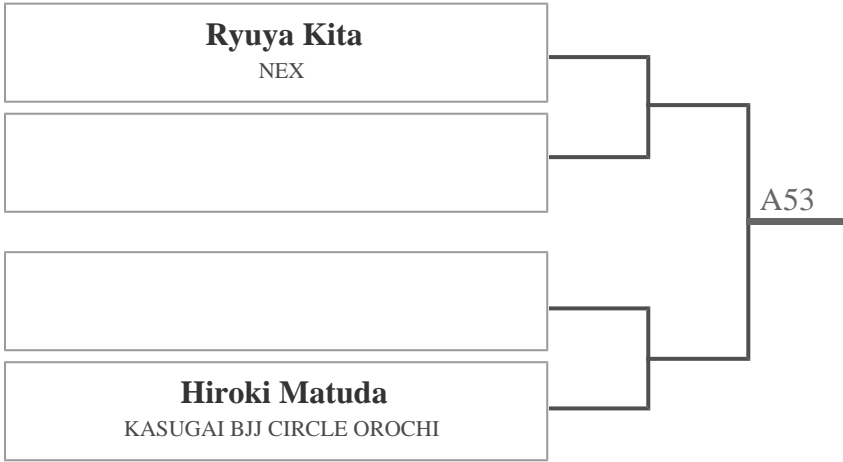 Ryuya Kita
NEX
A53
Hiroki Matuda
KASUGAI BJJ CIRCLE OROCHI